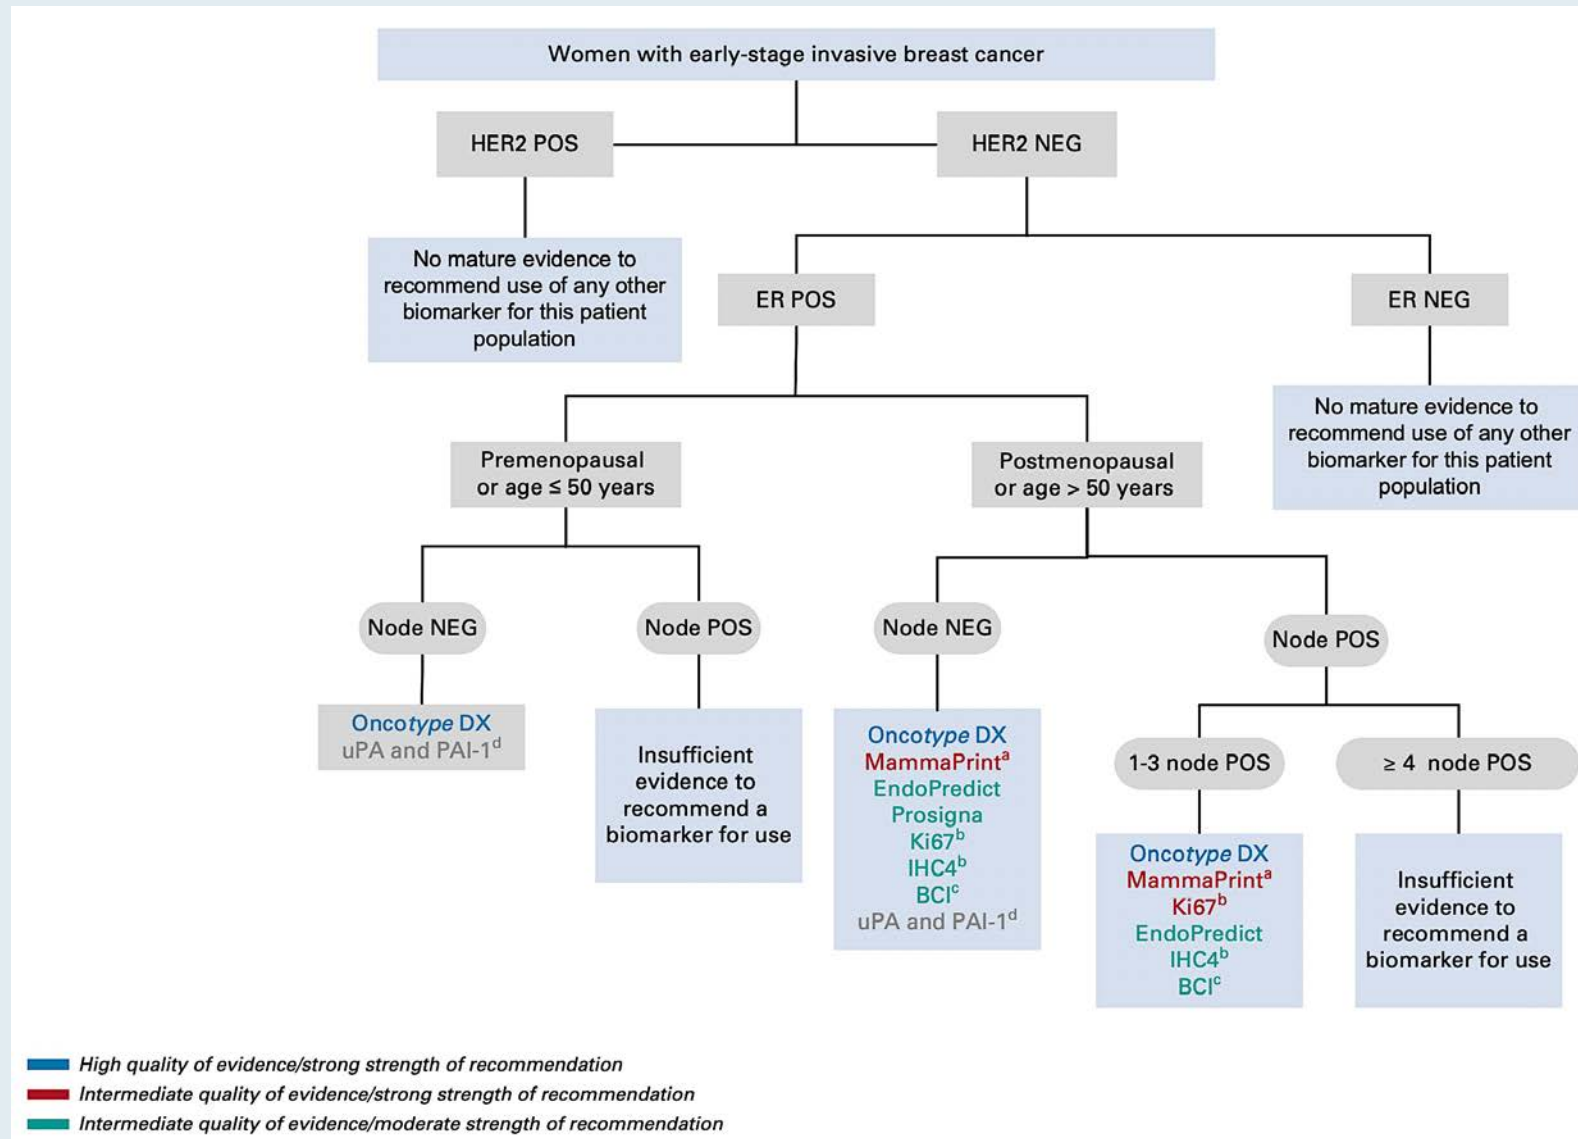 Women with early-stage invasive breast cancer
HER2 POS
HER2 NEG
No mature evidence to
recommend use of any other
biomarker for this patient
population
ER POS
ER NEG
No mature evidence to
recommend use of any other
biomarker for this patient
population
Premenopausal
or age ≤ 50 years
Postmenopausal
or age > 50 years
Node NEG
Node POS
Node NEG
Node POS
Oncotype DX
uPA and PAI-1d
Insufficient
evidence to
recommend a
biomarker for use
Oncotype DX
MammaPrinta
EndoPredict
Prosigna
Ki67b
IHC4b
BCIc
uPA and PAI-1d
1-3 node POS
≥ 4 node POS
Oncotype DX
MammaPrinta
Ki67b
EndoPredict
IHC4b
BCIc
Insufficient
evidence to
recommend a
biomarker for use
High quality of evidence/strong strength of recommendation
Intermediate quality of evidence/strong strength of recommendation
Intermediate quality of evidence/moderate strength of recommendation